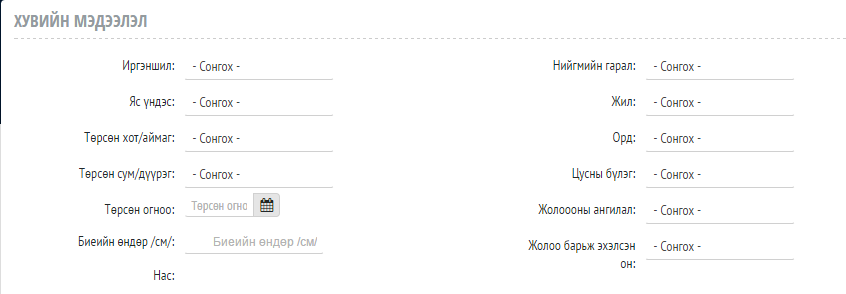 ХУВИЙН МЭДЭЭЛЭЛ
Иргэншил: - Сонгох -
Яс үндэс: - Сонгох -
Төрсөн хот/аймаг: - Сонгох -
Төрсөн сум/дүүрэг: - Сонгох -
Төрсөн огноо: Төрсөн огно
Биеийн өндөр /см/: Биеийн өндөр /см/
Нас:
Нийгмийн гарал: - Сонгох -
Жил: - Сонгох -
Орд: - Сонгох -
Цусны бүлэг: - Сонгох -
Жолоооны ангилал: - Сонгох -
Жолоо барьж эхэлсэн - Сонгох -
он: